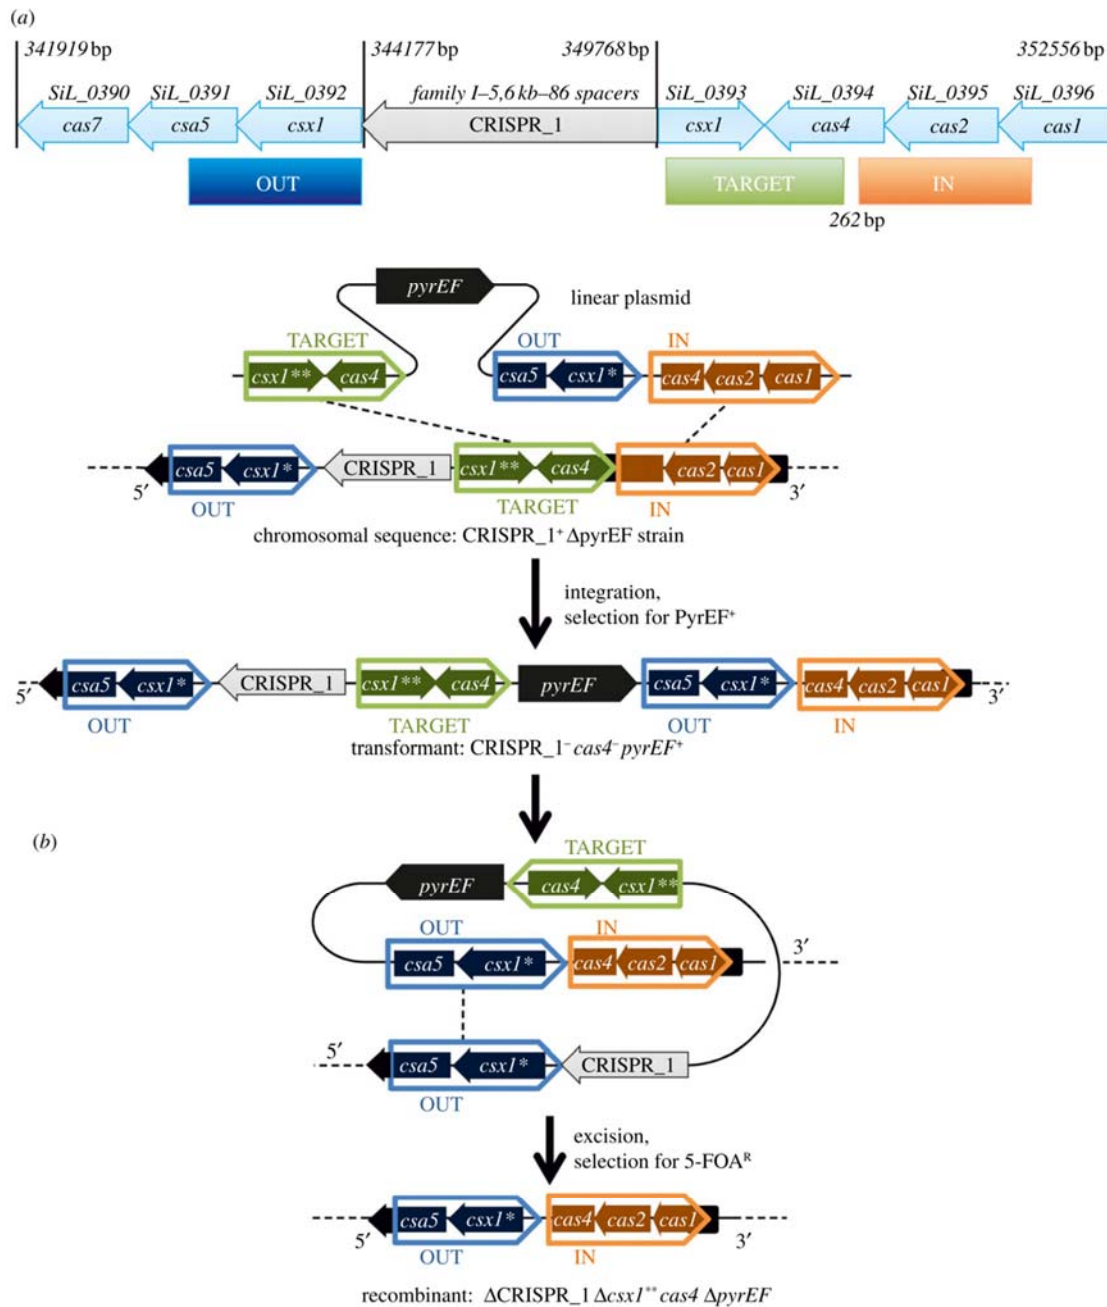 (a)
341919 bp 344177 bp 349768 bp 352556 bp
SiL_0390 SiL_0391 SiL_0392 family I–5,6 kb–86 spacers SiL_0393 SiL_0394 SiL_0395 SiL_0396
cas7 csa5 csx1 CRISPR_1 csx1 cas4 cas2 cas1
OUT TARGET IN
262 bp
pyrEF
linear plasmid
TARGET OUT IN
csx1** cas4 csa5 csx1* cas4 cas2 cas1
csa5 csx1* CRISPR_1 csx1** cas4 cas2 cas1
5′ 3′
OUT TARGET IN
chromosomal sequence: CRISPR_1⁺ ΔpyrEF strain
integration,
selection for PyrEF⁺
5′ csa5 csx1* CRISPR_1 csx1** cas4 pyrEF csa5 csx1* cas4 cas2 cas1 3′
OUT TARGET OUT IN
transformant: CRISPR_1⁻ cas4⁻ pyrEF⁺
(b)
TARGET
pyrEF cas4 csx1**
OUT IN
csa5 csx1* cas4 cas2 cas1 3′
5′ csa5 csx1* CRISPR_1
OUT
excision,
selection for 5-FOAᴿ
5′ csa5 csx1* cas4 cas2 cas1 3′
OUT IN
recombinant: ΔCRISPR_1 Δcsx1** cas4 ΔpyrEF